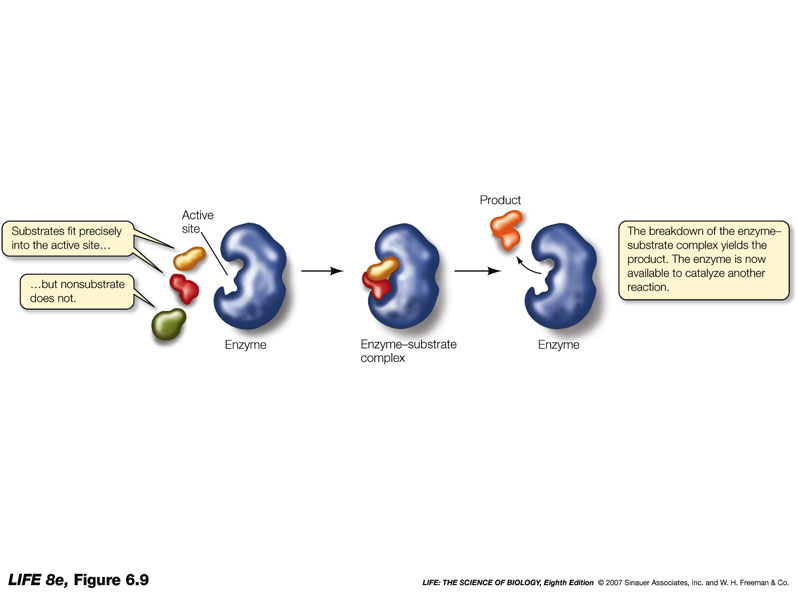 Substrates fit precisely
into the active site…
…but nonsubstrate
does not.
Active
site
Enzyme
Enzyme–substrate
complex
Product
Enzyme
The breakdown of the enzyme–
substrate complex yields the
product. The enzyme is now
available to catalyze another
reaction.
LIFE 8e, Figure 6.9
LIFE: THE SCIENCE OF BIOLOGY, Eighth Edition © 2007 Sinauer Associates, Inc. and W. H. Freeman & Co.